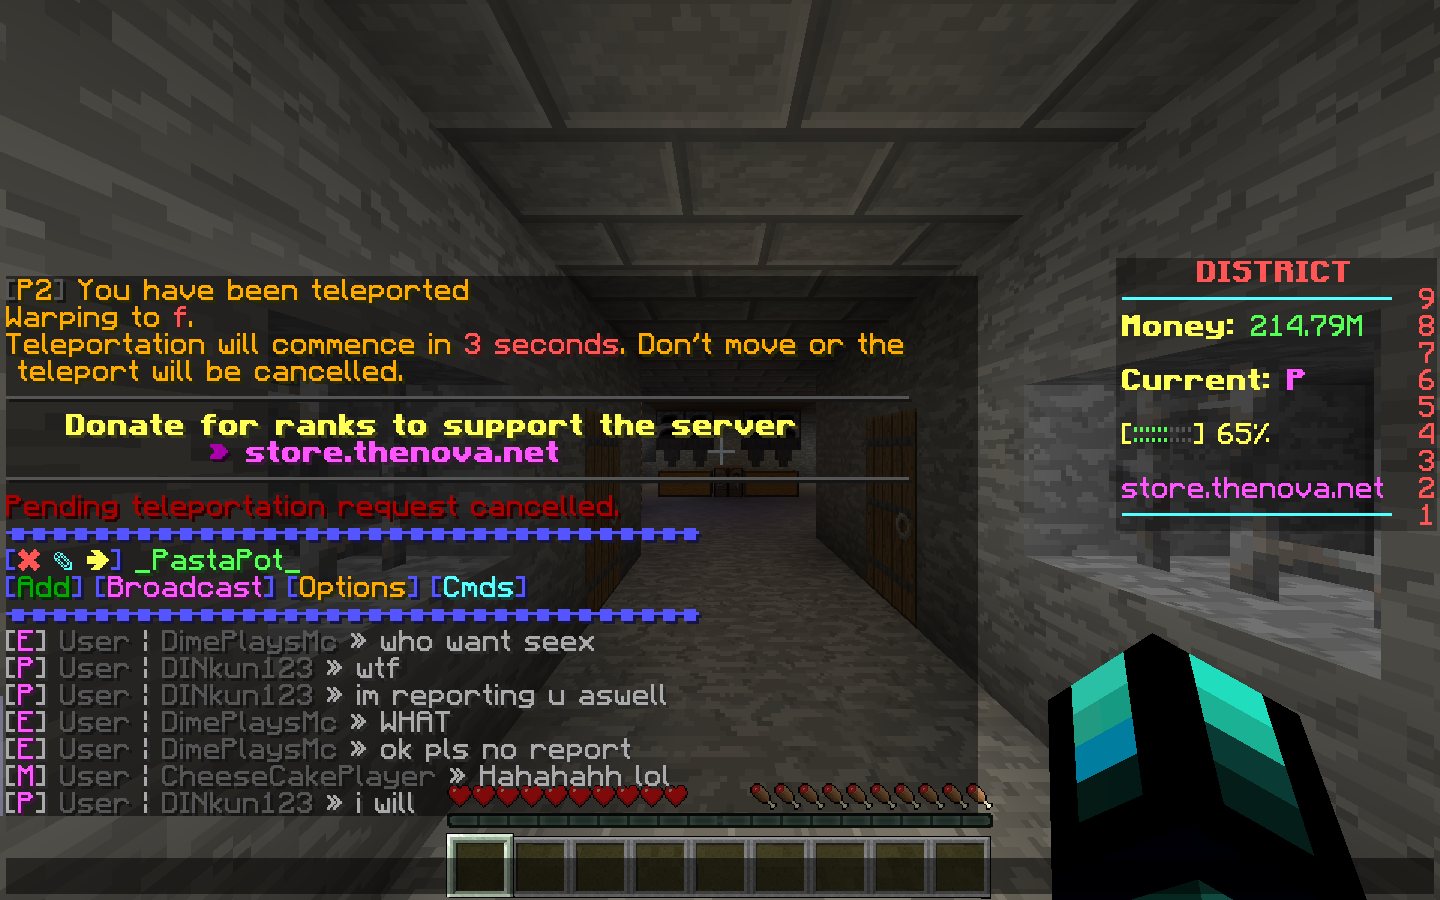 [P2] You have been teleported
Warping to f.
Teleportation will commence in 3 seconds. Don't move or the
teleport will be cancelled.
Donate for ranks to support the server
» store.thenova.net
Pending teleportation request cancelled.
[✖ ✎ ➡] _PastaPot_
[Add] [Broadcast] [Options] [Cmds]
[E] User ¦ DimePlaysMc » who want seex
[P] User ¦ DINkun123 » wtf
[P] User ¦ DINkun123 » im reporting u aswell
[E] User ¦ DimePlaysMc » WHAT
[E] User ¦ DimePlaysMc » ok pls no report
[M] User ¦ CheeseCakePlayer » Hahahahh lol
[P] User ¦ DINkun123 » i will
DISTRICT
9
Money: 214.79M 8
7
Current: P 6
5
[::::::::::] 65% 4
3
store.thenova.net 2
1